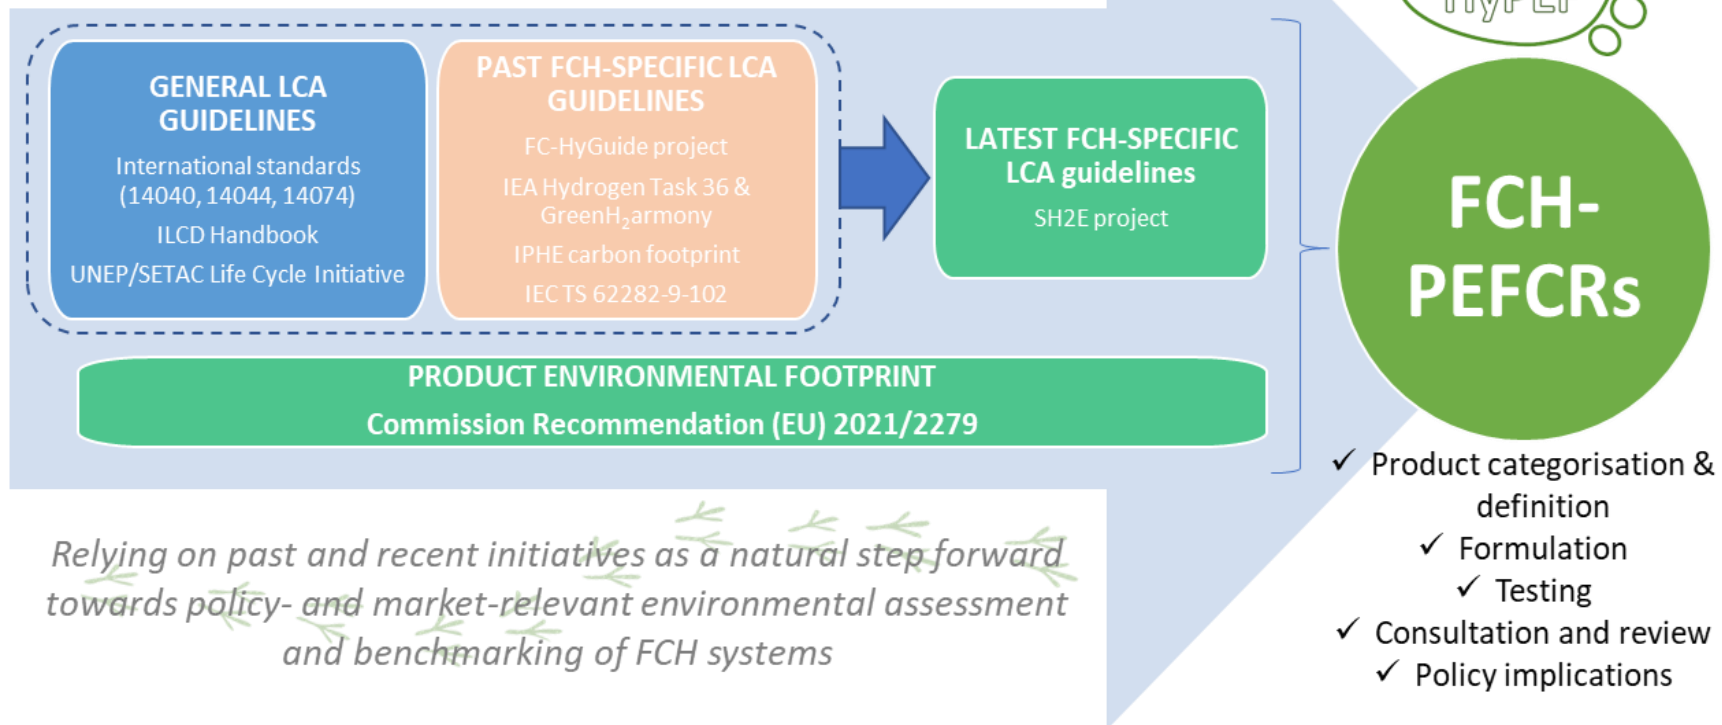 HyPEF
GENERAL LCA
GUIDELINES
International standards
(14040, 14044, 14074)
ILCD Handbook
UNEP/SETAC Life Cycle Initiative
PAST FCH-SPECIFIC LCA
GUIDELINES
FC-HyGuide project
IEA Hydrogen Task 36 &
GreenH₂armony
IPHE carbon footprint
IEC TS 62282-9-102
LATEST FCH-SPECIFIC
LCA guidelines
SH2E project
PRODUCT ENVIRONMENTAL FOOTPRINT
Commission Recommendation (EU) 2021/2279
FCH-
PEFCRs
✓ Product categorisation &
definition
✓ Formulation
✓ Testing
✓ Consultation and review
✓ Policy implications
Relying on past and recent initiatives as a natural step forward
towards policy- and market-relevant environmental assessment
and benchmarking of FCH systems